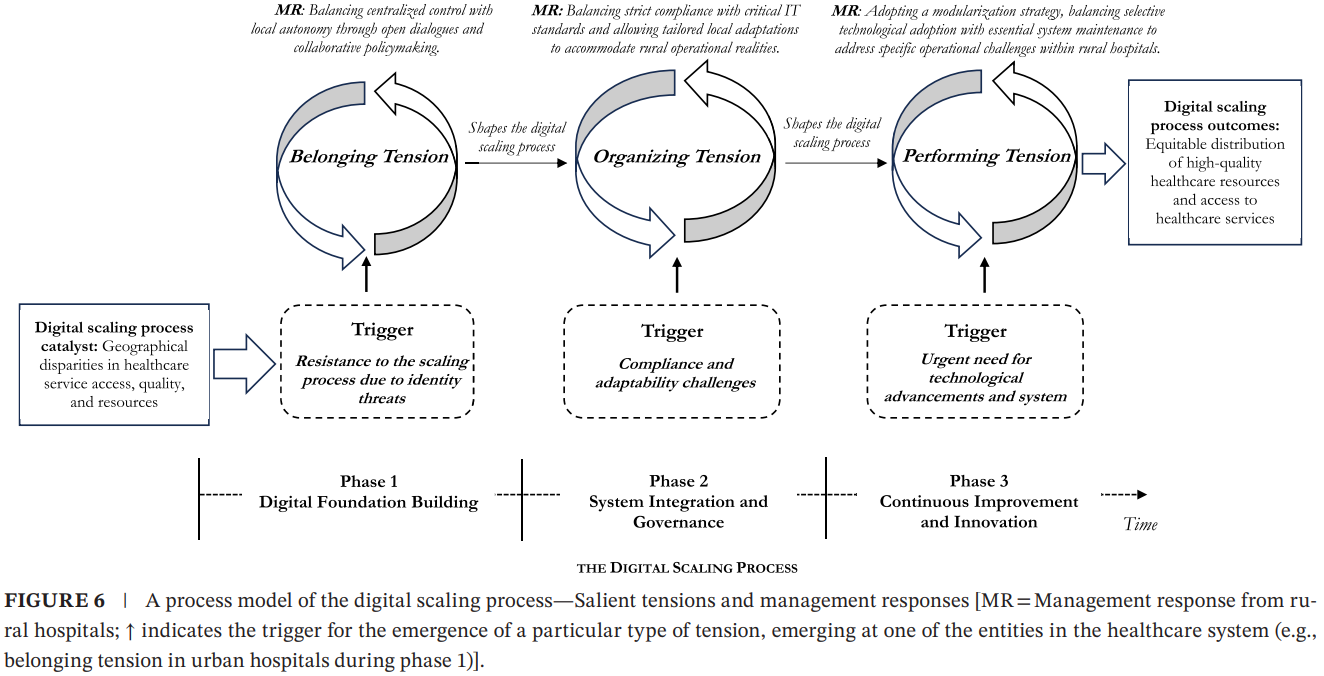 MR: Balancing centralized control with
local autonomy through open dialogues and
collaborative policymaking.
MR: Balancing strict compliance with critical IT
standards and allowing tailored local adaptations
to accommodate rural operational realities.
MR: Adopting a modularization strategy, balancing selective
technological adoption with essential system maintenance to
address specific operational challenges within rural hospitals.
Belonging Tension
Shapes the digital
scaling process
Organizing Tension
Shapes the digital
scaling process
Performing Tension
Digital scaling
process outcomes:
Equitable distribution
of high-quality
healthcare resources
and access to
healthcare services
Digital scaling process
catalyst: Geographical
disparities in healthcare
service access, quality,
and resources
Trigger
Resistance to the scaling
process due to identity
threats
Trigger
Compliance and
adaptability challenges
Trigger
Urgent need for
technological
advancements and system
Phase 1
Digital Foundation Building
Phase 2
System Integration and
Governance
Phase 3
Continuous Improvement
and Innovation
Time
THE DIGITAL SCALING PROCESS
FIGURE 6 | A process model of the digital scaling process—Salient tensions and management responses [MR = Management response from ru-
ral hospitals; ↑ indicates the trigger for the emergence of a particular type of tension, emerging at one of the entities in the healthcare system (e.g.,
belonging tension in urban hospitals during phase 1)].